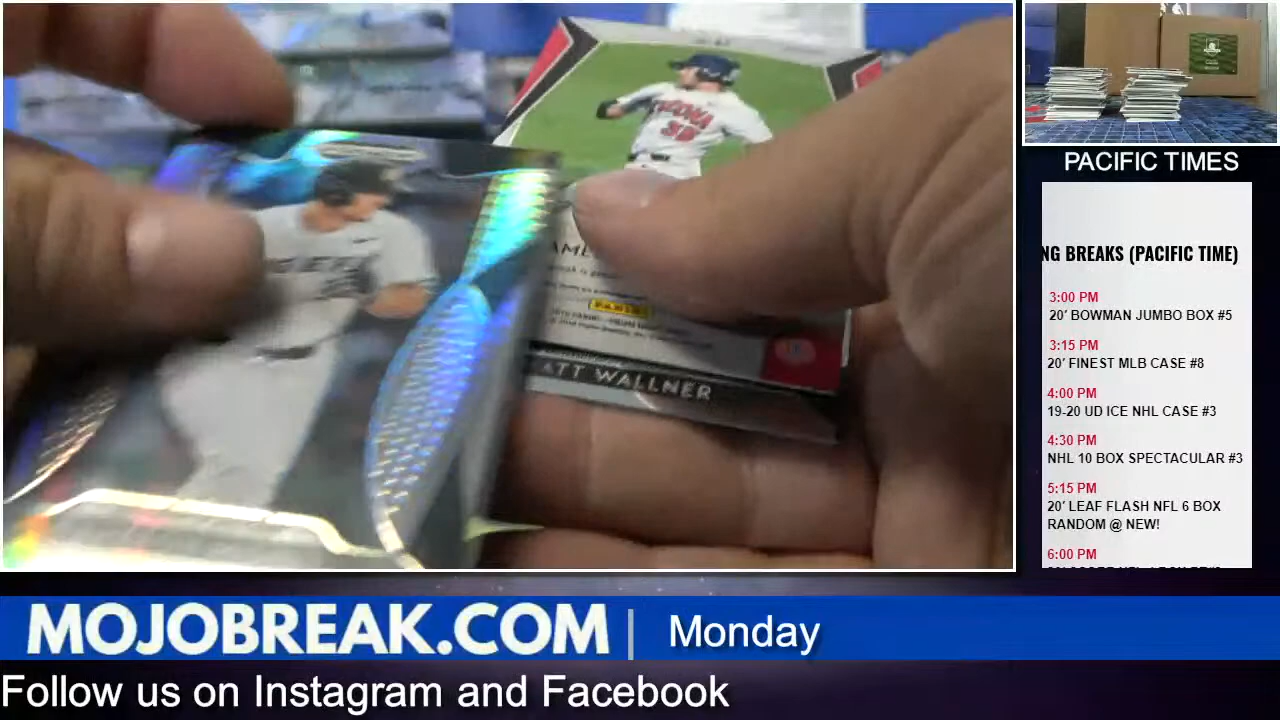 PANINI
ATT WALLNER
PACIFIC TIMES
NG BREAKS (PACIFIC TIME)
3:00 PM
20' BOWMAN JUMBO BOX #5
3:15 PM
20' FINEST MLB CASE #8
4:00 PM
19-20 UD ICE NHL CASE #3
4:30 PM
NHL 10 BOX SPECTACULAR #3
5:15 PM
20' LEAF FLASH NFL 6 BOX
RANDOM @ NEW!
6:00 PM
MOJOBREAK.COM | Monday
Follow us on Instagram and Facebook